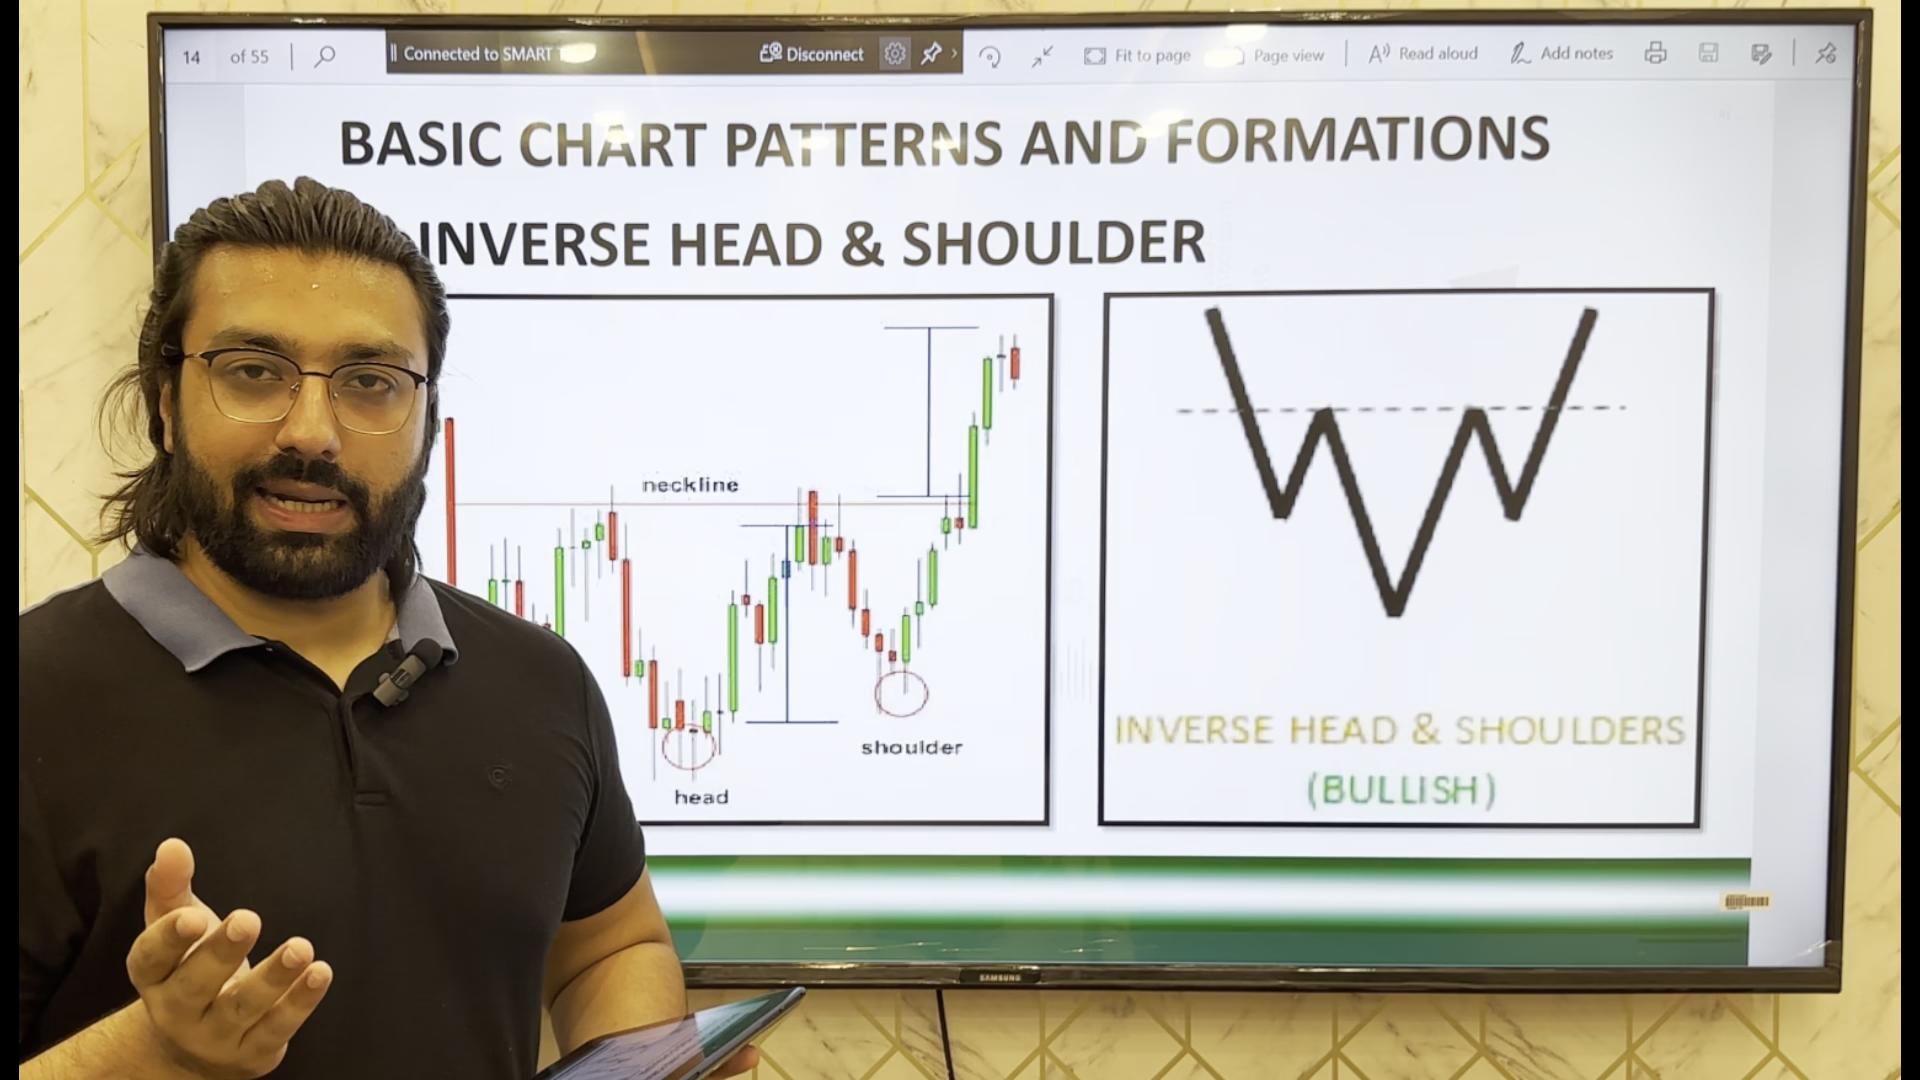 14 of 55
Connected to SMART
Disconnect
Fit to page
Page view
Read aloud
Add notes
BASIC CHART PATTERNS AND FORMATIONS
INVERSE HEAD & SHOULDER
neckline
shoulder
head
INVERSE HEAD & SHOULDERS
(BULLISH)
SAMSUNG